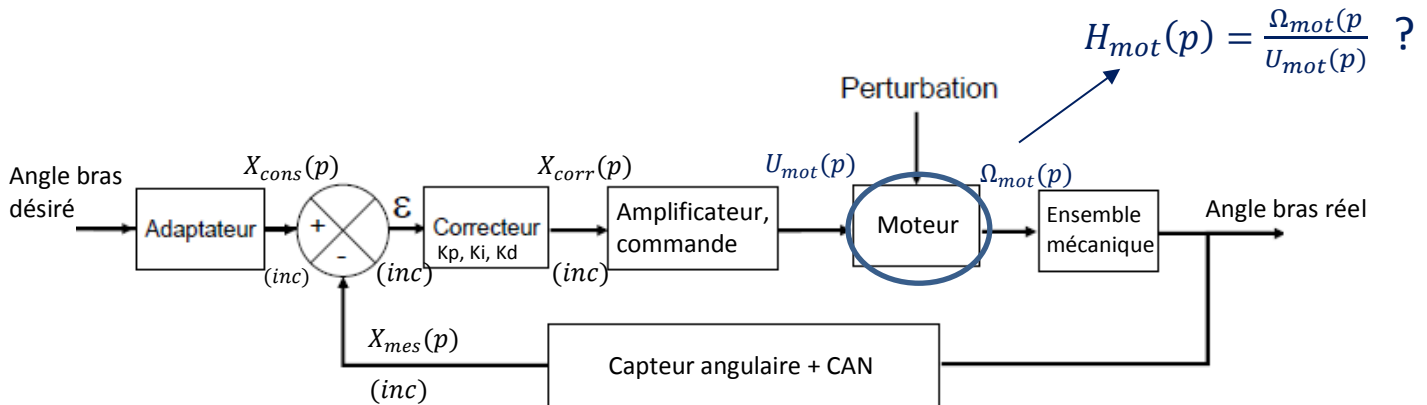 H_mot(p) = Ω_mot(p / U_mot(p) ?
Perturbation
Angle bras
désiré
Adaptateur
X_cons(p)
(inc)
+
-
ε
(inc)
Correcteur
Kp, Ki, Kd
X_corr(p)
(inc)
Amplificateur,
commande
U_mot(p)
Moteur
Ω_mot(p)
Ensemble
mécanique
Angle bras réel
X_mes(p)
(inc)
Capteur angulaire + CAN